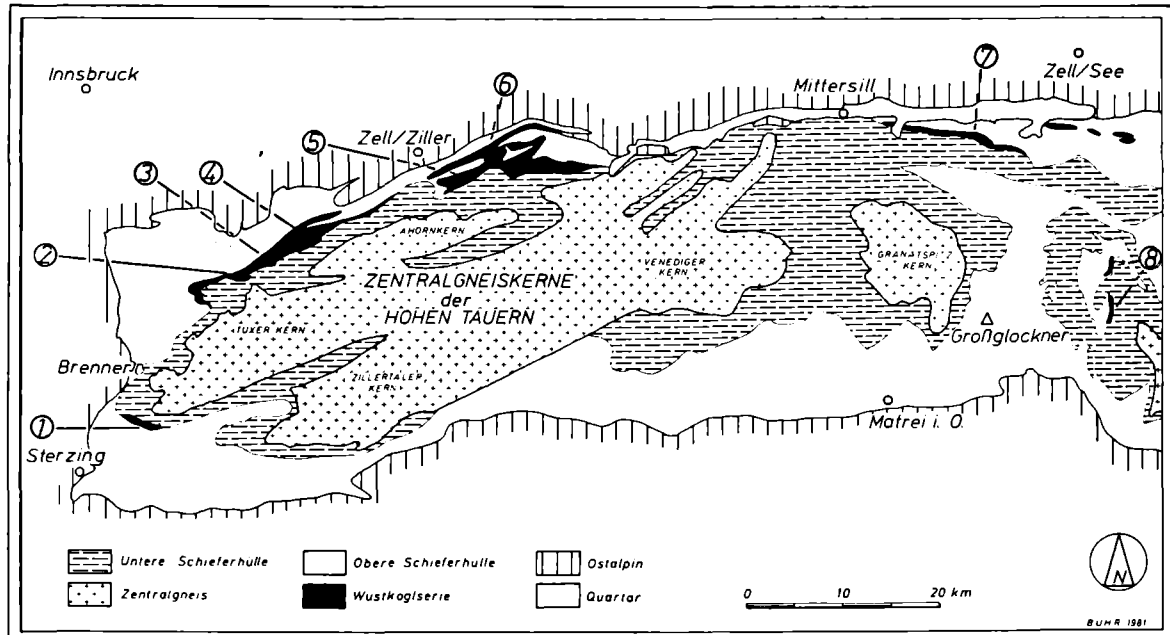 Innsbruck
Zell/Ziller
Mittersill
Zell/See
1
2
3
4
5
6
7
8
AHORNKERN
ZENTRALGNEISKERNE
der
HOHEN TAUERN
VENEDIGER
KERN
GRANATSPITZ
KERN
TUXER KERN
ZILLERTALER
KERN
Brenner
Großglockner
Sterzing
Matrei i. O.
Untere Schieferhülle
Zentralgneis
Obere Schieferhulle
Wustkoglserie
Ostalpin
Quartär
0 10 20 km
N
BUHR 1981